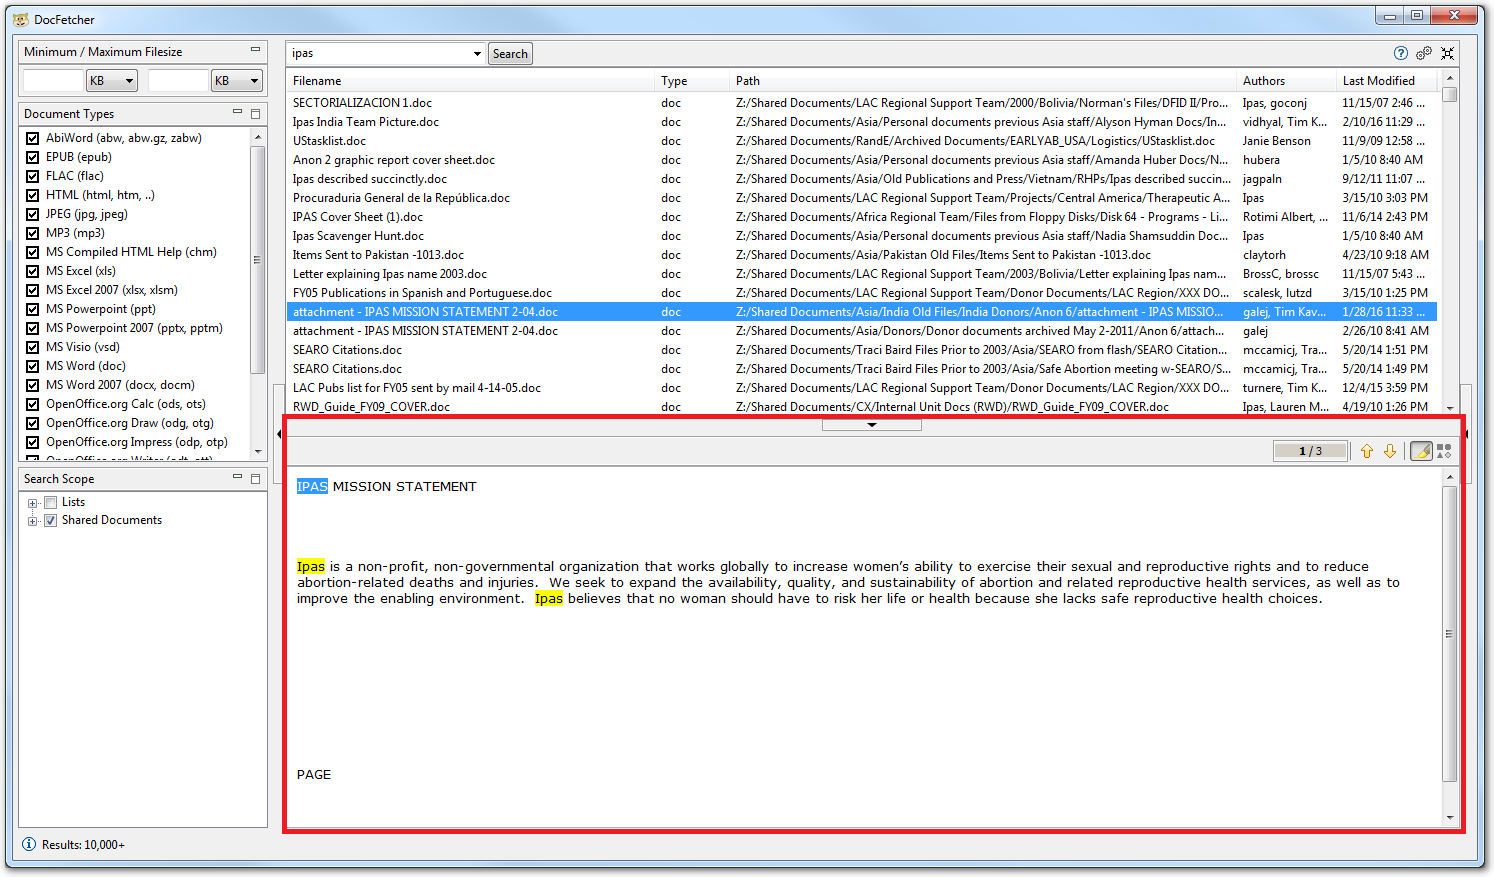 DocFetcher
Minimum / Maximum Filesize
KB KB
Document Types
AbiWord (abw, abw.gz, zabw)
EPUB (epub)
FLAC (flac)
HTML (html, htm, ..)
JPEG (jpg, jpeg)
MP3 (mp3)
MS Compiled HTML Help (chm)
MS Excel (xls)
MS Excel 2007 (xlsx, xlsm)
MS Powerpoint (ppt)
MS Powerpoint 2007 (pptx, pptm)
MS Visio (vsd)
MS Word (doc)
MS Word 2007 (docx, docm)
OpenOffice.org Calc (ods, ots)
OpenOffice.org Draw (odg, otg)
OpenOffice.org Impress (odp, otp)
OpenOffice.org Writer (odt, ott)
Search Scope
Lists
Shared Documents
Results: 10,000+
ipas Search
Filename Type Path Authors Last Modified
SECTORIALIZACION 1.doc doc Z:/Shared Documents/LAC Regional Support Team/2000/Bolivia/Norman's Files/DFID II/Pro... Ipas, goconj 11/15/07 2:46 ...
Ipas India Team Picture.doc doc Z:/Shared Documents/Asia/Personal documents previous Asia staff/Alyson Hyman Docs/In... vidhyal, Tim K... 2/10/16 11:29 ...
UStasklist.doc doc Z:/Shared Documents/RandE/Archived Documents/EARLYAB_USA/Logistics/UStasklist.doc Janie Benson 11/9/09 12:58 ...
Anon 2 graphic report cover sheet.doc doc Z:/Shared Documents/Asia/Personal documents previous Asia staff/Amanda Huber Docs/N... hubera 1/5/10 8:40 AM
Ipas described succinctly.doc doc Z:/Shared Documents/Asia/Old Publications and Press/Vietnam/RHPs/Ipas described succin... jagpaln 9/12/11 11:07 ...
Procuraduria General de la República.doc doc Z:/Shared Documents/LAC Regional Support Team/Projects/Central America/Therapeutic A... Ipas 3/15/10 3:03 PM
IPAS Cover Sheet (1).doc doc Z:/Shared Documents/Africa Regional Team/Files from Floppy Disks/Disk 64 - Programs - Li... Rotimi Albert, ... 11/6/14 2:43 PM
Ipas Scavenger Hunt.doc doc Z:/Shared Documents/Asia/Personal documents previous Asia staff/Nadia Shamsuddin Doc... Ipas 1/5/10 8:40 AM
Items Sent to Pakistan -1013.doc doc Z:/Shared Documents/Asia/Pakistan Old Files/Items Sent to Pakistan -1013.doc claytorh 4/23/10 9:18 AM
Letter explaining Ipas name 2003.doc doc Z:/Shared Documents/LAC Regional Support Team/2003/Bolivia/Letter explaining Ipas nam... BrossC, brossc 11/15/07 5:43 ...
FY05 Publications in Spanish and Portuguese.doc doc Z:/Shared Documents/LAC Regional Support Team/Donor Documents/LAC Region/XXX DO... scalesk, lutzd 3/15/10 1:25 PM
attachment - IPAS MISSION STATEMENT 2-04.doc doc Z:/Shared Documents/Asia/India Old Files/India Donors/Anon 6/attachment - IPAS MISSIO... galej, Tim Kav... 1/28/16 11:33 ...
attachment - IPAS MISSION STATEMENT 2-04.doc doc Z:/Shared Documents/Asia/Donors/Donor documents archived May 2-2011/Anon 6/attach... galej 2/26/10 8:41 AM
SEARO Citations.doc doc Z:/Shared Documents/Traci Baird Files Prior to 2003/Asia/SEARO from flash/SEARO Citation... mccamicj, Tra... 5/20/14 1:51 PM
SEARO Citations.doc doc Z:/Shared Documents/Traci Baird Files Prior to 2003/Asia/Safe Abortion meeting w-SEARO/S... mccamicj, Tra... 5/20/14 1:49 PM
LAC Pubs list for FY05 sent by mail 4-14-05.doc doc Z:/Shared Documents/LAC Regional Support Team/Donor Documents/LAC Region/XXX DO... turnere, Tim K... 12/4/15 3:59 PM
RWD_Guide_FY09_COVER.doc doc Z:/Shared Documents/CX/Internal Unit Docs (RWD)/RWD_Guide_FY09_COVER.doc Ipas, Lauren M... 4/19/10 1:26 PM
1 / 3
IPAS MISSION STATEMENT
Ipas is a non-profit, non-governmental organization that works globally to increase women’s ability to exercise their sexual and reproductive rights and to reduce
abortion-related deaths and injuries. We seek to expand the availability, quality, and sustainability of abortion and related reproductive health services, as well as to
improve the enabling environment. Ipas believes that no woman should have to risk her life or health because she lacks safe reproductive health choices.
PAGE